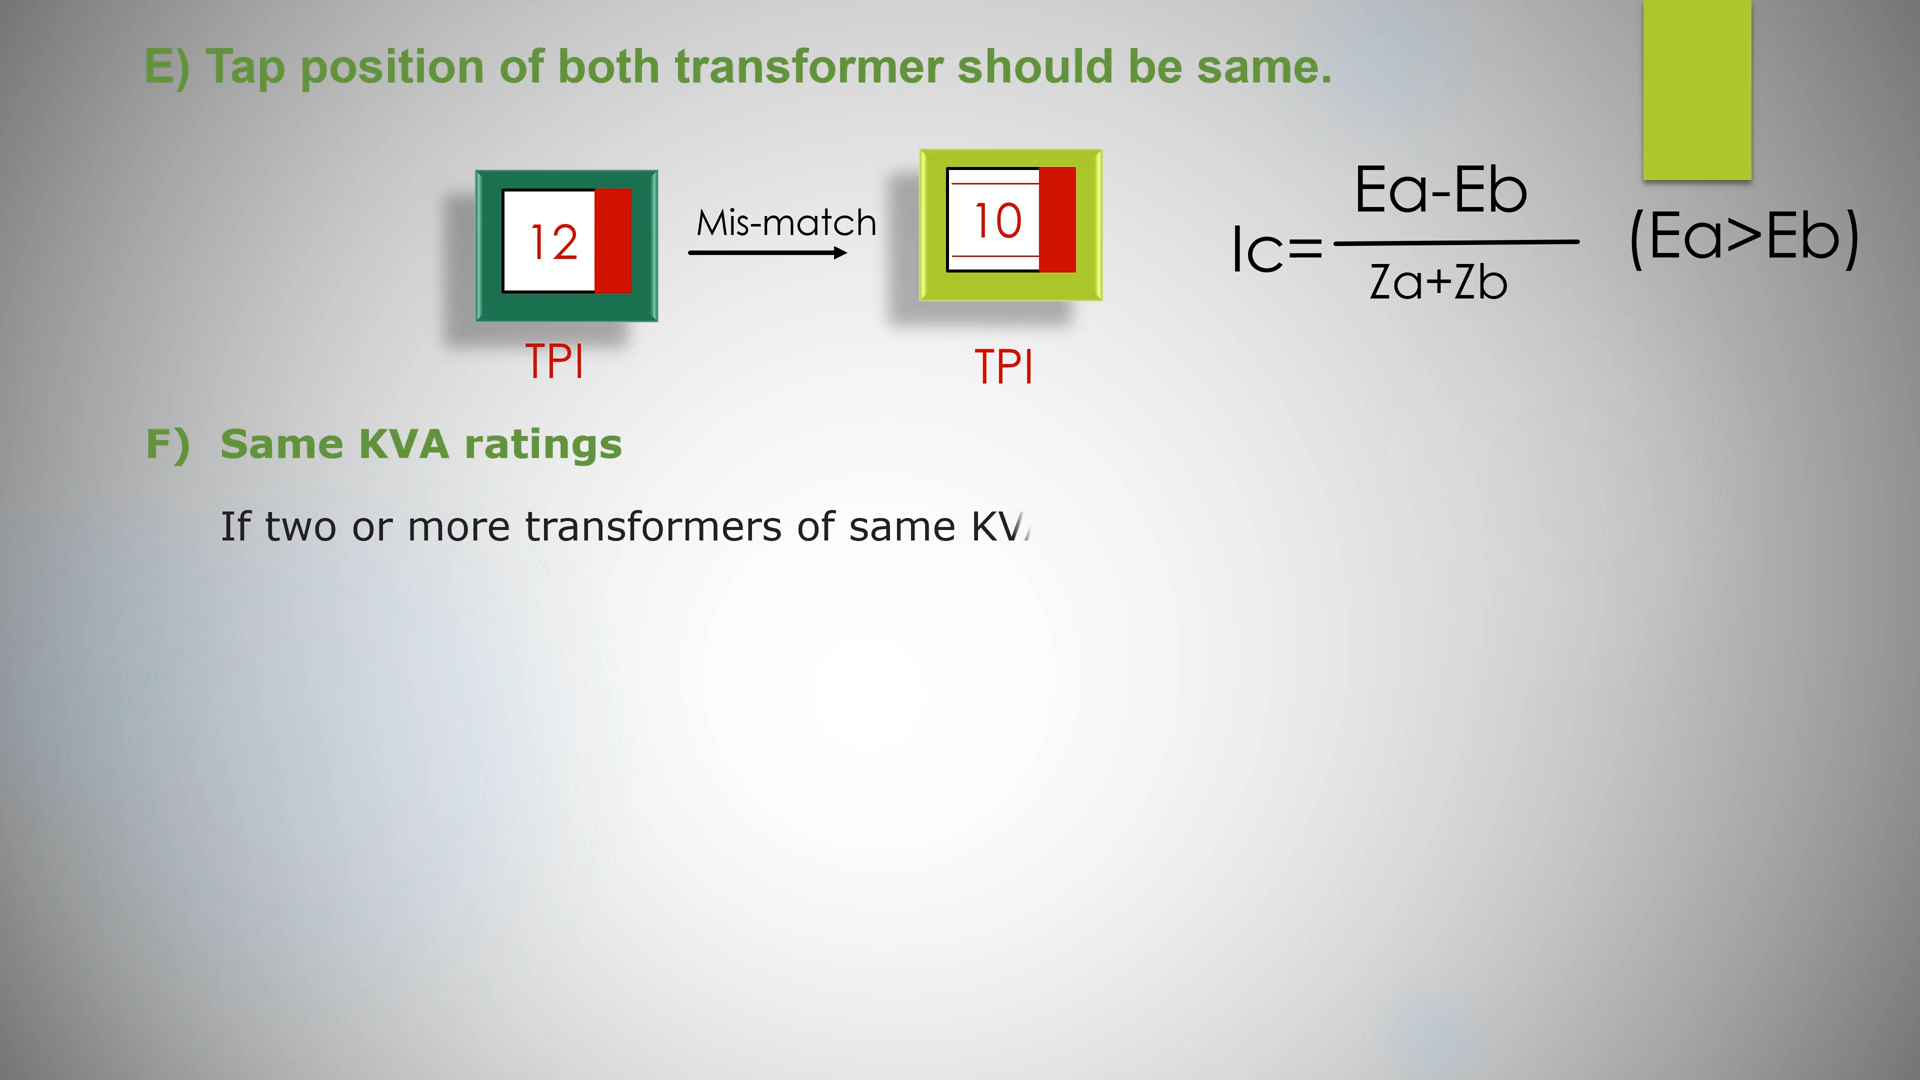 E) Tap position of both transformer should be same.
12
Mis-match
10
Ic=
Ea-Eb
Za+Zb
(Ea>Eb)
TPI
TPI
F) Same KVA ratings
If two or more transformers of same